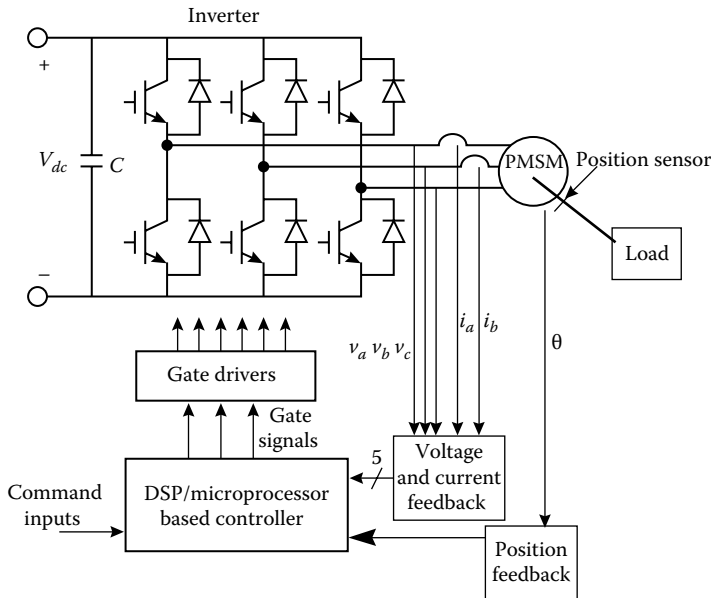 Inverter
+
V_dc
C
−
PMSM
Position sensor
Load
v_a v_b v_c
i_a i_b
θ
Gate drivers
Gate
signals
5
Voltage
and current
feedback
Command
inputs
DSP/microprocessor
based controller
Position
feedback